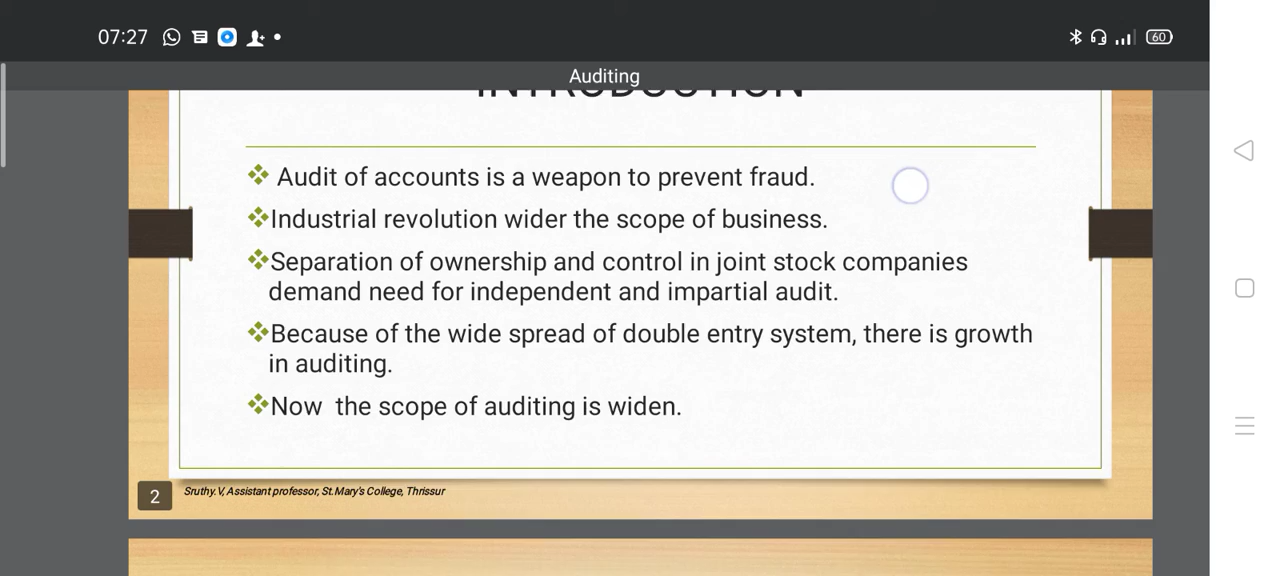 07:27
60
Auditing
INTRODUCTION
Audit of accounts is a weapon to prevent fraud.
Industrial revolution wider the scope of business.
Separation of ownership and control in joint stock companies
demand need for independent and impartial audit.
Because of the wide spread of double entry system, there is growth
in auditing.
Now the scope of auditing is widen.
2
Sruthy.V, Assistant professor, St.Mary's College, Thrissur